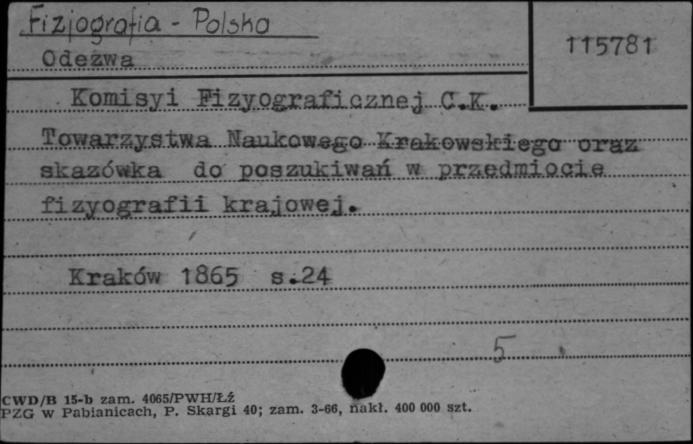 Fizjografia - Polska
115781
Odezwa
Komisyi Fizyograficznej C.K.
Towarzystwa Naukowego Krakowskiego oraz
skazówka do poszukiwań w przedmiocie
fizyografii krajowej.
Kraków 1865 s.24
5
CWD/B 15-b zam. 4065/PWH/Łź
PZG w Pabianicach, P. Skargi 40; zam. 3-66, nakł. 400 000 szt.